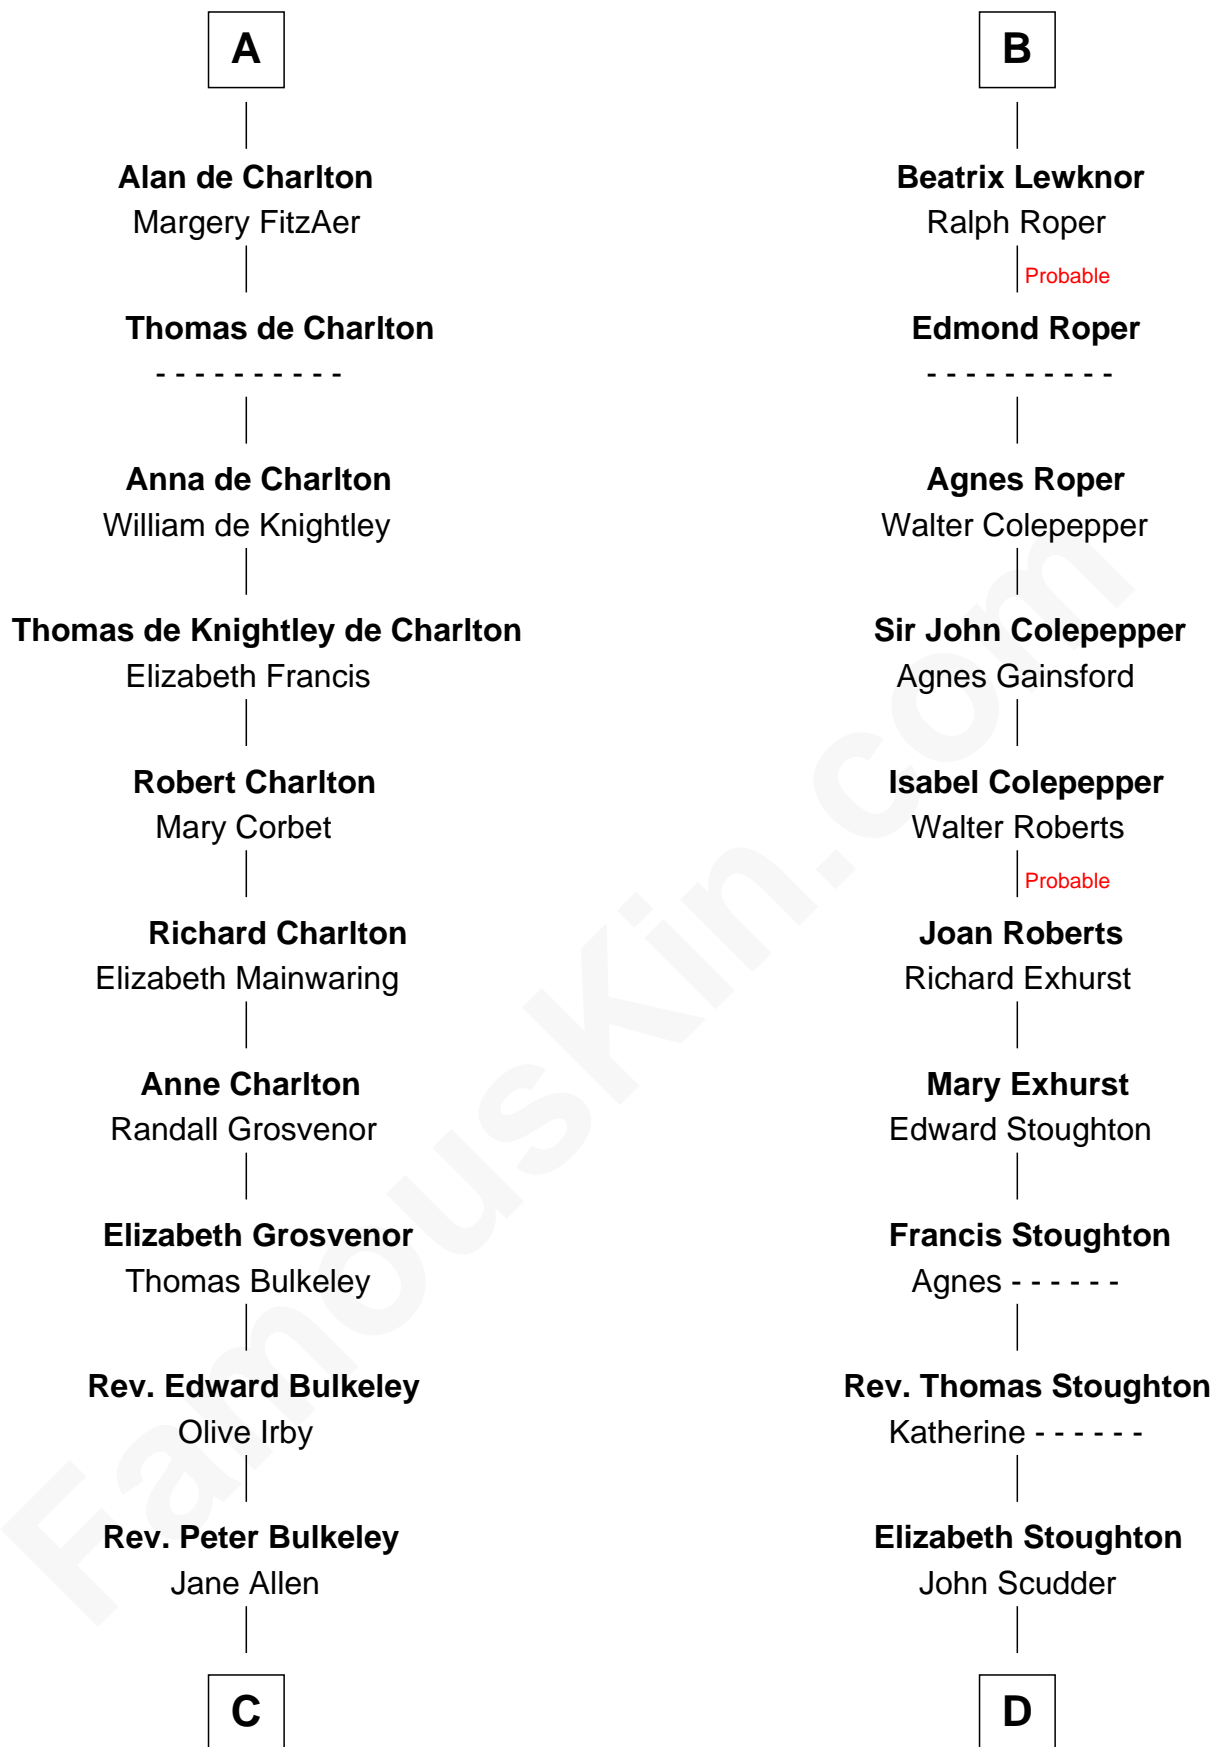 A
Alan de Charlton
Margery FitzAer
Thomas de Charlton
- - - - - - - - - -
Anna de Charlton
William de Knightley
Thomas de Knightley de Charlton
Elizabeth Francis
Robert Charlton
Mary Corbet
Richard Charlton
Elizabeth Mainwaring
Anne Charlton
Randall Grosvenor
Elizabeth Grosvenor
Thomas Bulkeley
Rev. Edward Bulkeley
Olive Irby
Rev. Peter Bulkeley
Jane Allen
C
B
Beatrix Lewknor
Ralph Roper
Probable
Edmond Roper
- - - - - - - - - -
Agnes Roper
Walter Colepepper
Sir John Colepepper
Agnes Gainsford
Isabel Colepepper
Walter Roberts
Probable
Joan Roberts
Richard Exhurst
Mary Exhurst
Edward Stoughton
Francis Stoughton
Agnes - - - - - -
Rev. Thomas Stoughton
Katherine - - - - - -
Elizabeth Stoughton
John Scudder
D
FamousKin.com